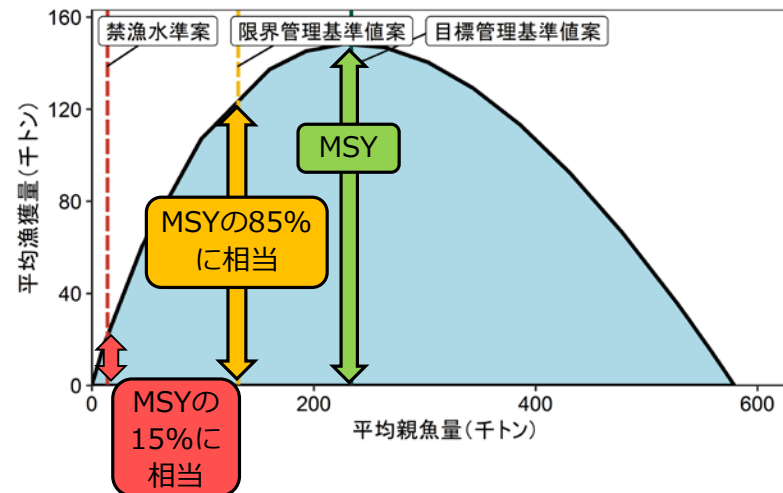 160
禁漁水準案
限界管理基準値案
目標管理基準値案
120
MSY
80
MSYの85%
に相当
平均漁獲量(千トン)
40
0
0
200
400
600
MSYの
15%に
相当
平均親魚量(千トン)